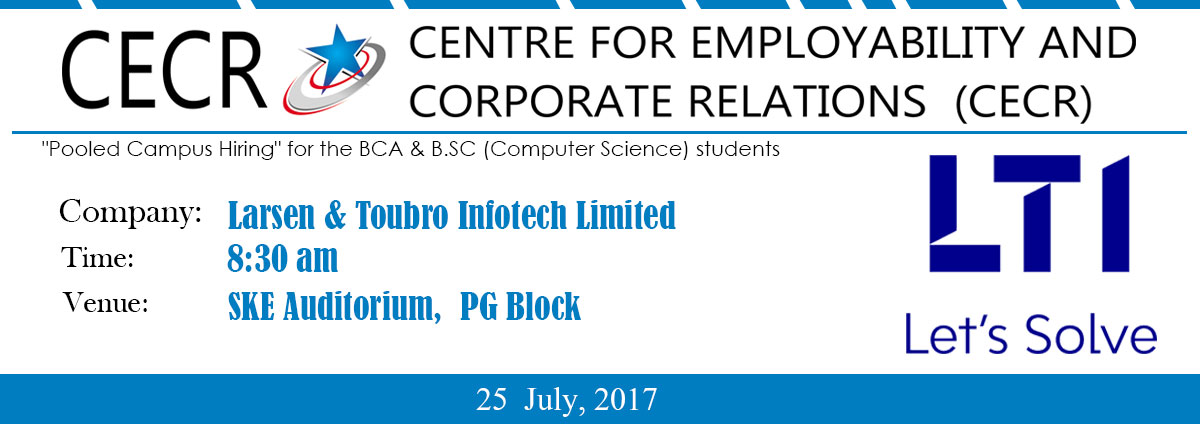 CECR
CENTRE FOR EMPLOYABILITY AND
CORPORATE RELATIONS (CECR)
"Pooled Campus Hiring" for the BCA & B.SC (Computer Science) students
Company: Larsen & Toubro Infotech Limited
Time: 8:30 am
Venue: SKE Auditorium, PG Block
LTI
Let's Solve
25 July, 2017